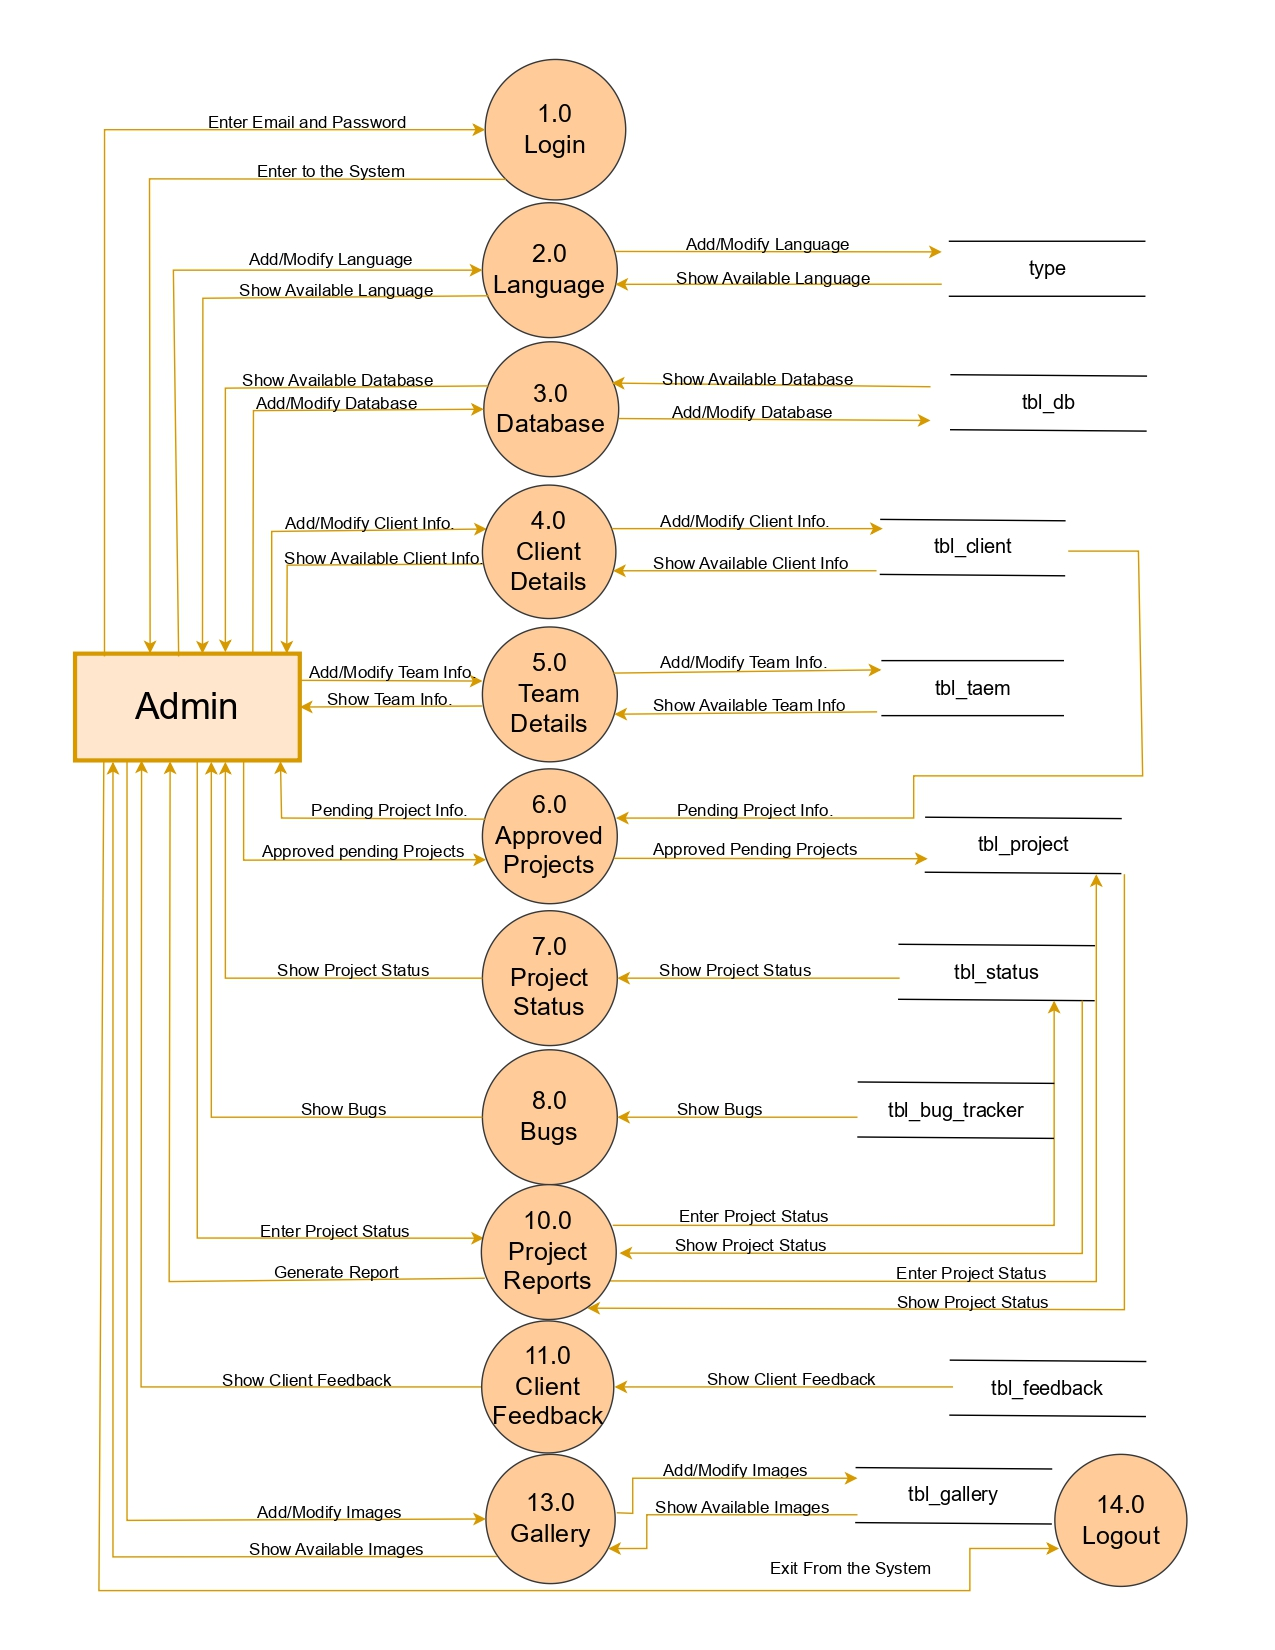 1.0
Login
Enter Email and Password
Enter to the System
2.0
Language
Add/Modify Language
Show Available Language
Add/Modify Language
Show Available Language
type
3.0
Database
Show Available Database
Add/Modify Database
Show Available Database
Add/Modify Database
tbl_db
4.0
Client
Details
Add/Modify Client Info.
Show Available Client Info.
Add/Modify Client Info.
Show Available Client Info
tbl_client
Admin
5.0
Team
Details
Add/Modify Team Info.
Show Team Info.
Add/Modify Team Info.
Show Available Team Info
tbl_taem
6.0
Approved
Projects
Pending Project Info.
Approved pending Projects
Pending Project Info.
Approved Pending Projects
tbl_project
7.0
Project
Status
Show Project Status
Show Project Status
tbl_status
8.0
Bugs
Show Bugs
Show Bugs
tbl_bug_tracker
10.0
Project
Reports
Enter Project Status
Generate Report
Enter Project Status
Show Project Status
Enter Project Status
Show Project Status
11.0
Client
Feedback
Show Client Feedback
Show Client Feedback
tbl_feedback
13.0
Gallery
Add/Modify Images
Show Available Images
Add/Modify Images
Show Available Images
tbl_gallery
14.0
Logout
Exit From the System